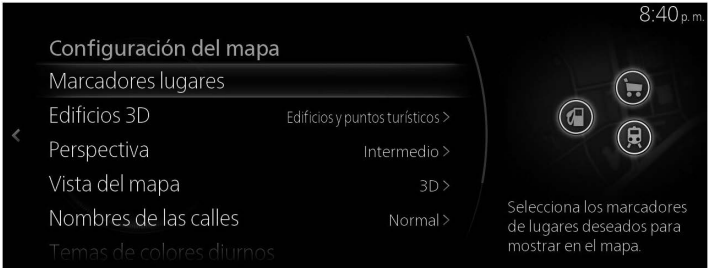 8:40 p. m.
Configuración del mapa
Marcadores lugares
Edificios 3D Edificios y puntos turísticos >
Perspectiva Intermedio >
Vista del mapa 3D >
Nombres de las calles Normal >
Temas de colores diurnos
Selecciona los marcadores
de lugares deseados para
mostrar en el mapa.